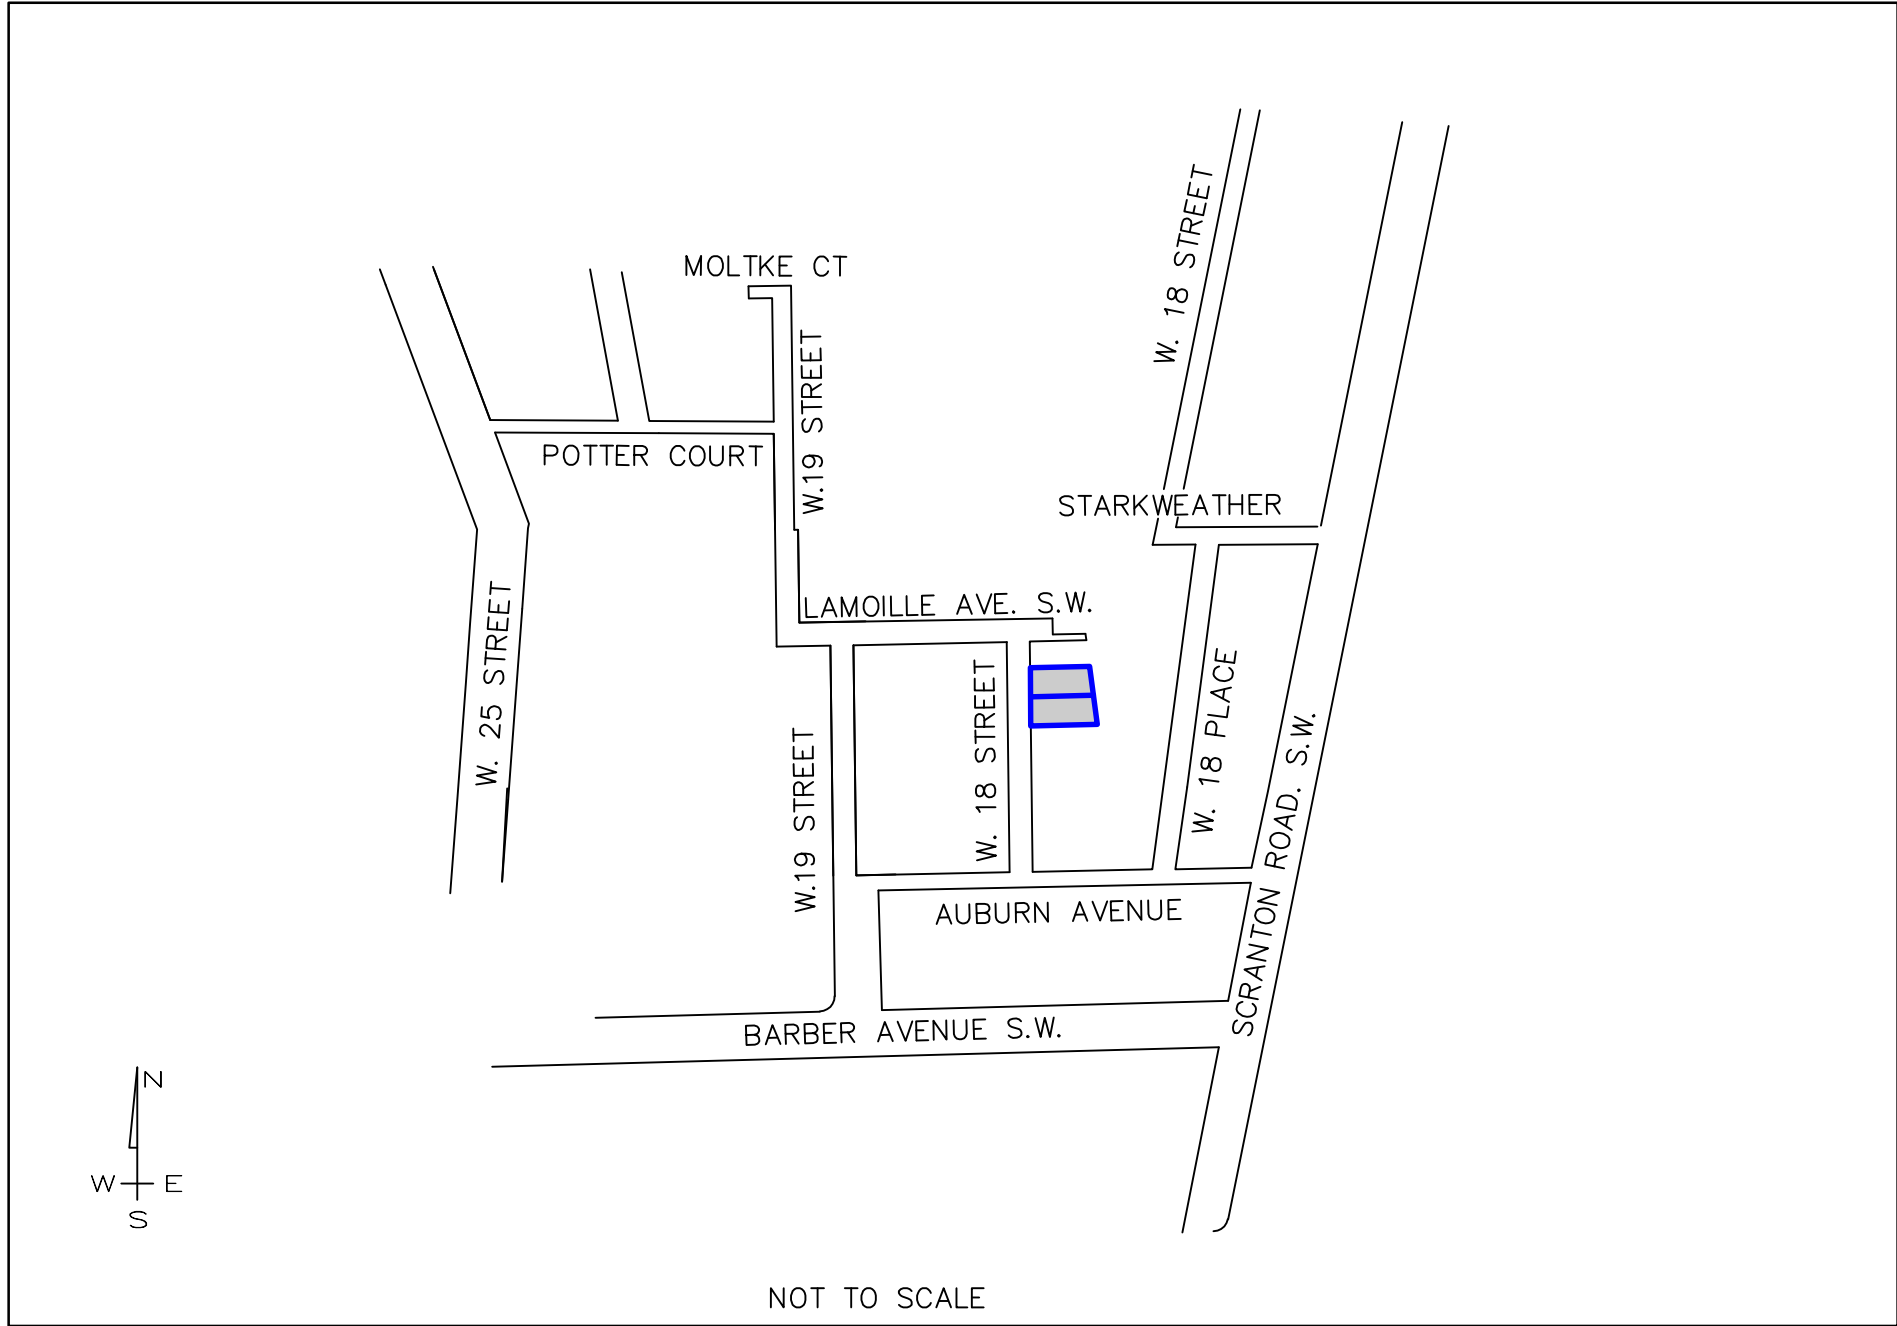 W. 18 STREET
MOLTKE CT
W.19 STREET
POTTER COURT
STARKWEATHER
W. 25 STREET
LAMOILLE AVE. S.W.
W. 18 STREET
W. 18 PLACE
W.19 STREET
SCRANTON ROAD. S.W.
AUBURN AVENUE
BARBER AVENUE S.W.
N
W E
S
NOT TO SCALE